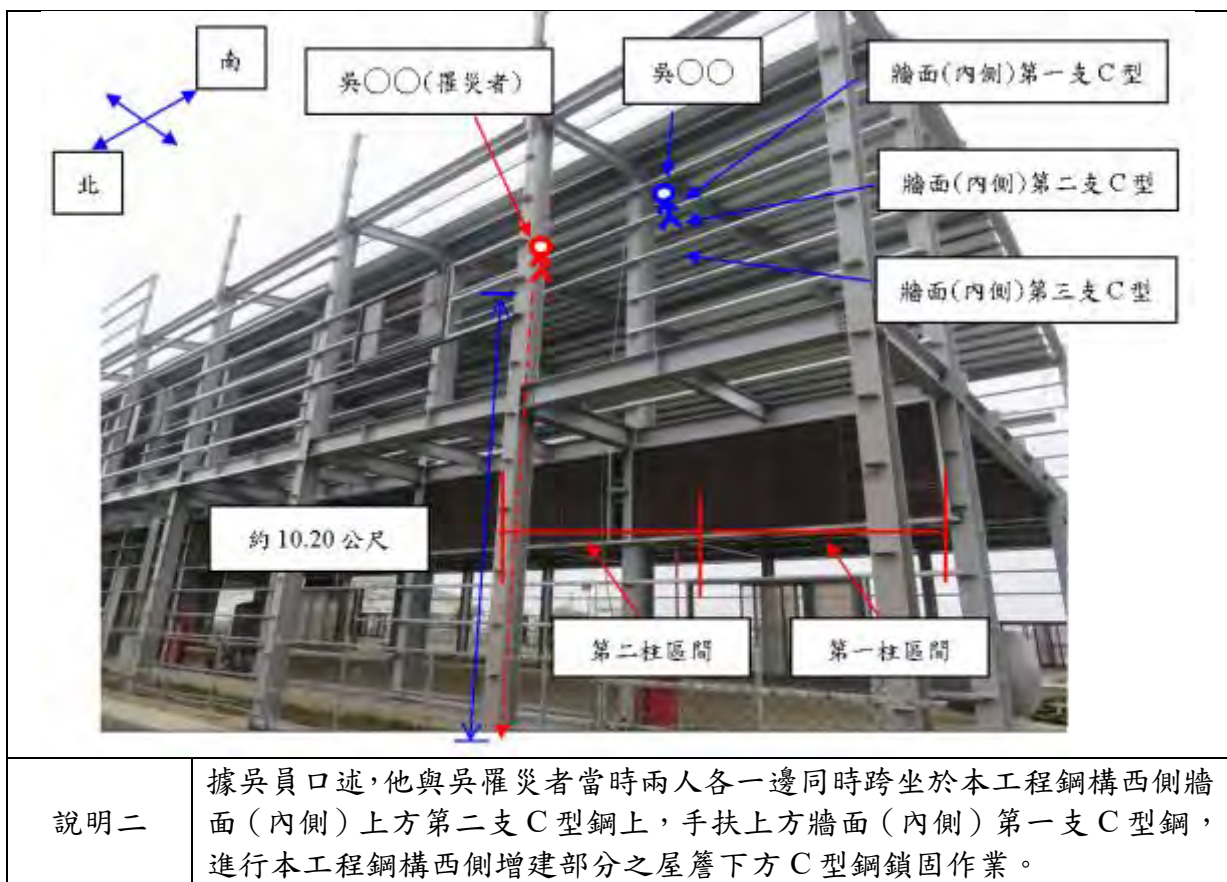 南
北
吳○○(罹災者)
吳○○
牆面(內側)第一支C型
牆面(內側)第二支C型
牆面(內側)第三支C型
約 10.20 公尺
第二柱區間
第一柱區間
說明二
據吳員口述,他與吳罹災者當時兩人各一邊同時跨坐於本工程鋼構西側牆
面(內側)上方第二支C型鋼上,手扶上方牆面(內側)第一支C型鋼,
進行本工程鋼構西側增建部分之屋簷下方C型鋼鎖固作業。